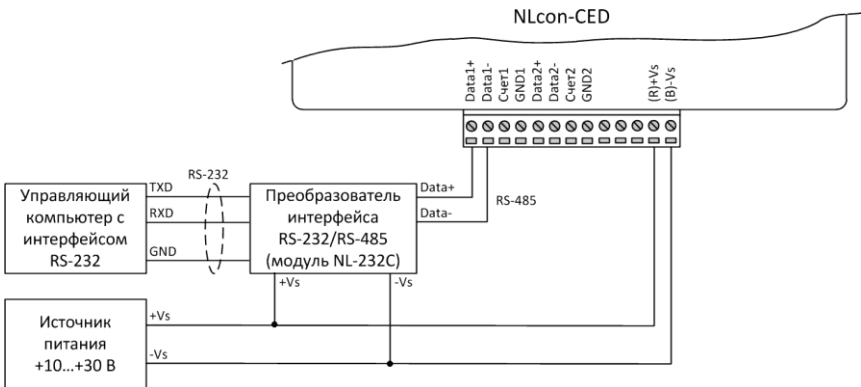 NLcon-CED
Data1+
Data1-
Счет1
GND1
Data2+
Data2-
Счет2
GND2
(R)+Vs
(B)-Vs
RS-232
TXD
RXD
GND
Управляющий
компьютер с
интерфейсом
RS-232
Преобразователь
интерфейса
RS-232/RS-485
(модуль NL-232C)
Data+
Data-
RS-485
+Vs
-Vs
Источник
питания
+10...+30 В
+Vs
-Vs